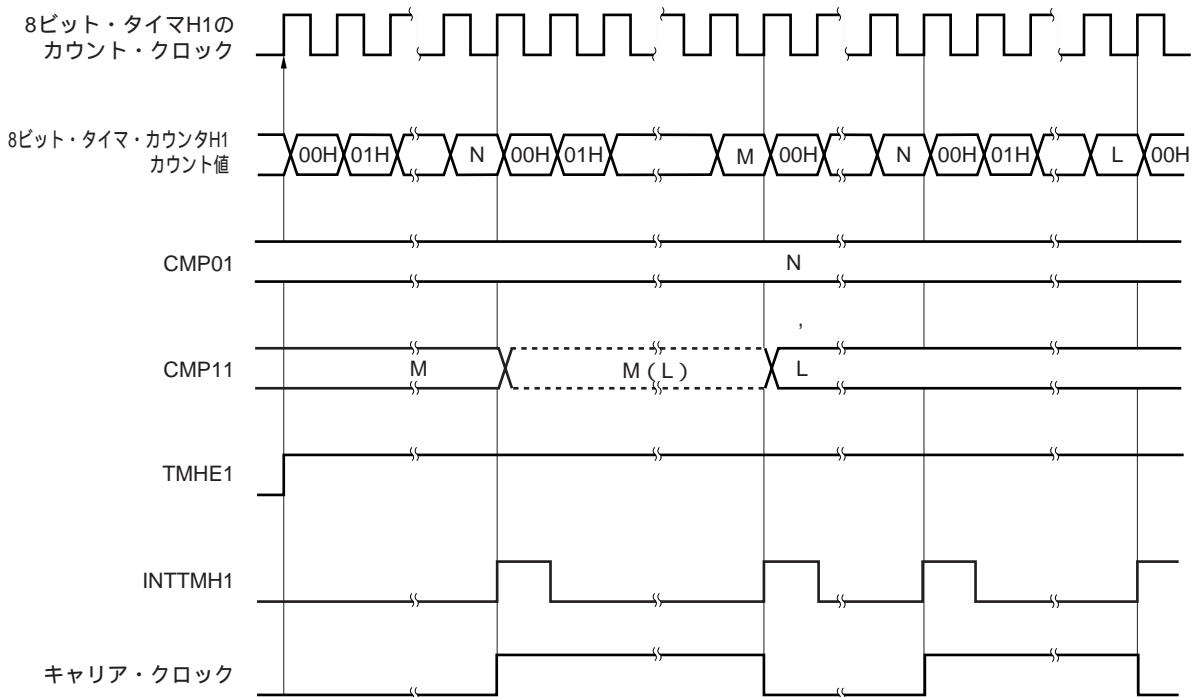 8ビット・タイマH1の
カウント・クロック
8ビット・タイマ・カウンタH1
カウント値
00H 01H N 00H 01H M 00H N 00H 01H L 00H
CMP01
N
,
CMP11
M M(L) L
TMHE1
INTTMH1
キャリア・クロック